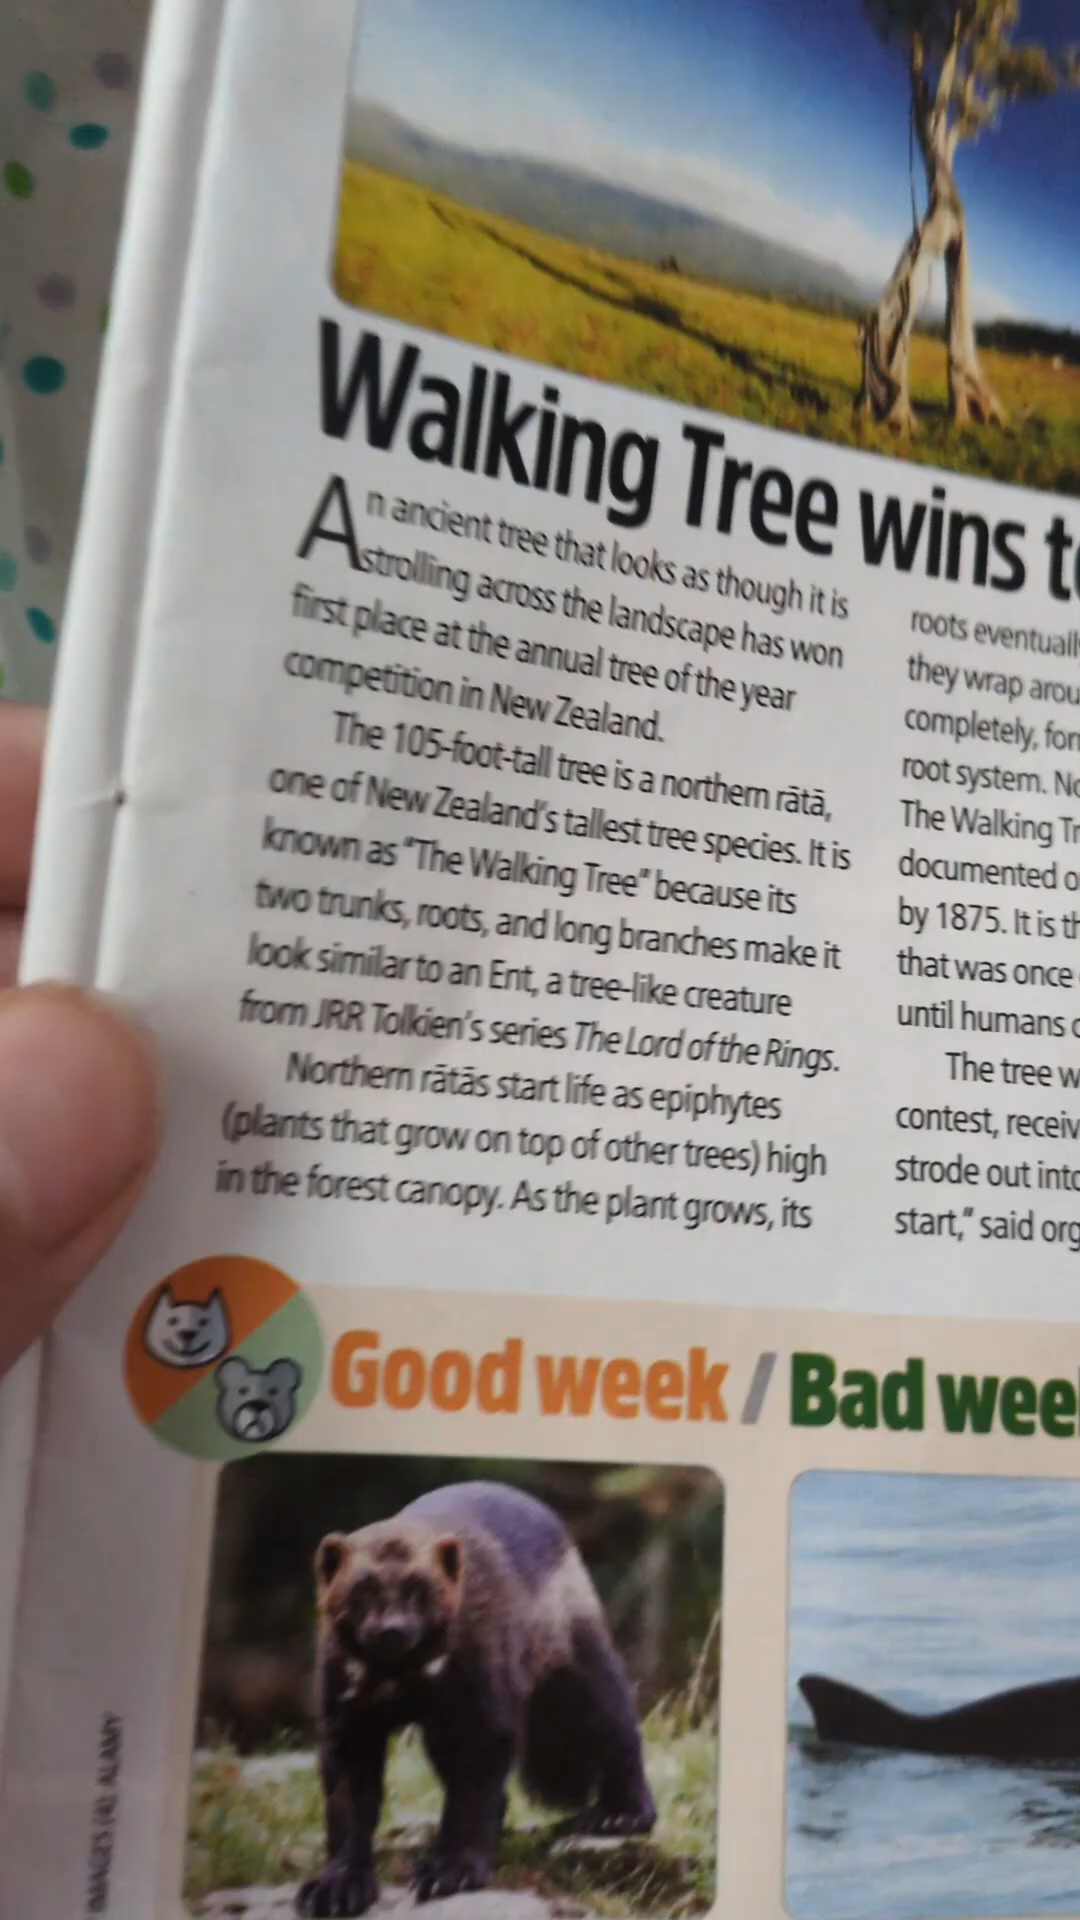 Walking Tree wins
An ancient tree that looks as though it is
strolling across the landscape has won
first place at the annual tree of the year
competition in New Zealand.
The 105-foot-tall tree is a northern rātā,
one of New Zealand's tallest tree species. It is
known as "The Walking Tree" because its
two trunks, roots, and long branches make it
look similar to an Ent, a tree-like creature
from JRR Tolkien's series The Lord of the Rings.
Northern rātās start life as epiphytes
(plants that grow on top of other trees) high
in the forest canopy. As the plant grows, its
roots
they wrap
completely,
root system.
The Walking
documented
by 1875. It is
that was once
until humans
The tree
contest,
strode out
start," said
Good week / Bad
IMAGES (4) ALAMY